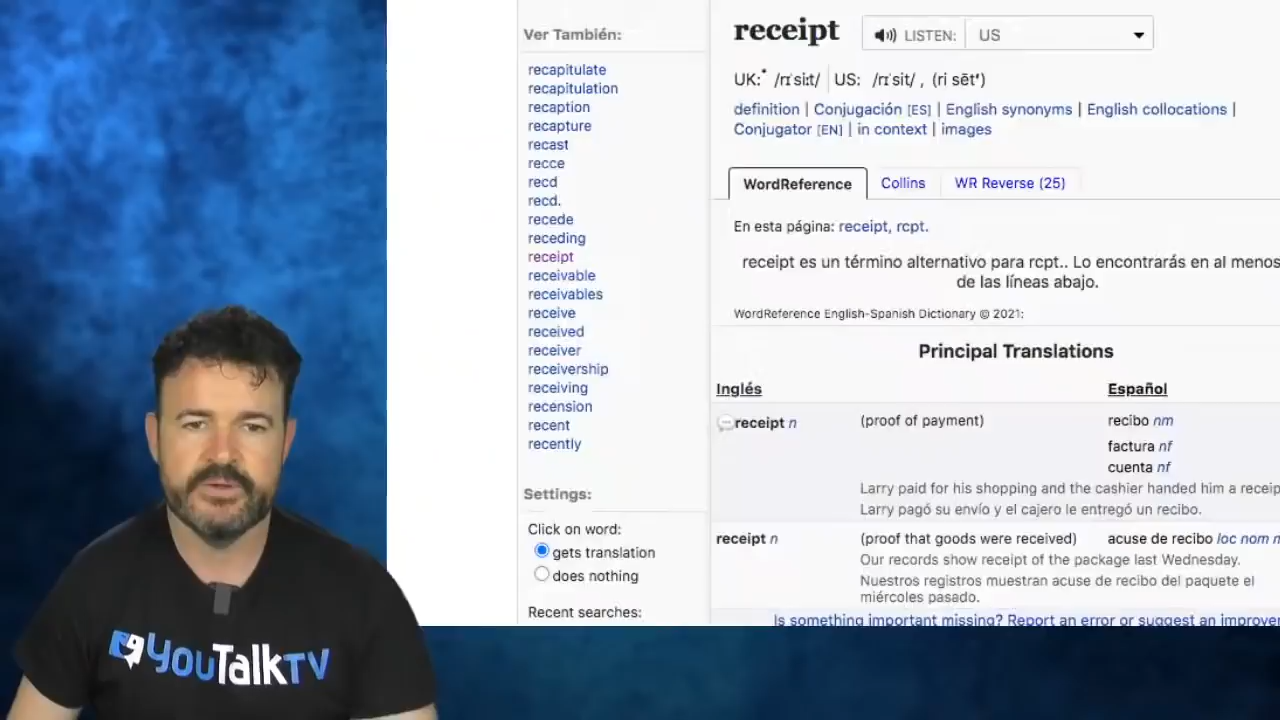 Ver También:
recapitulate
recapitulation
recaption
recapture
recast
recce
recd
recd.
recede
receding
receipt
receivable
receivables
receive
received
receiver
receivership
receiving
recension
recent
recently
Settings:
Click on word:
gets translation
does nothing
Recent searches:
receipt
LISTEN: US
UK:* /rɪˈsiːt/ US: /rɪˈsit/ , (ri sēt′)
definition | Conjugación [ES] | English synonyms | English collocations |
Conjugator [EN] | in context | images
WordReference Collins WR Reverse (25)
En esta página: receipt, rcpt.
receipt es un término alternativo para rcpt.. Lo encontrarás en al menos
de las líneas abajo.
WordReference English-Spanish Dictionary © 2021:
Principal Translations
Inglés Español
receipt n (proof of payment) recibo nm
factura nf
cuenta nf
Larry paid for his shopping and the cashier handed him a receip
Larry pagó su envío y el cajero le entregó un recibo.
receipt n (proof that goods were received) acuse de recibo loc nom
Our records show receipt of the package last Wednesday.
Nuestros registros muestran acuse de recibo del paquete el
miércoles pasado.
Is something important missing? Report an error or suggest an improve
YouTalkTV